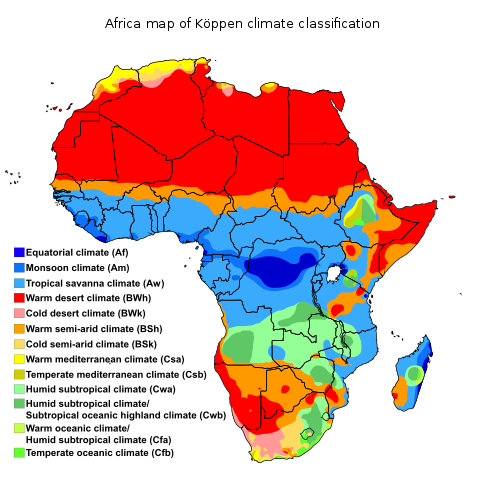 Africa map of Köppen climate classification
Equatorial climate (Af)
Monsoon climate (Am)
Tropical savanna climate (Aw)
Warm desert climate (BWh)
Cold desert climate (BWk)
Warm semi-arid climate (BSh)
Cold semi-arid climate (BSk)
Warm mediterranean climate (Csa)
Temperate mediterranean climate (Csb)
Humid subtropical climate (Cwa)
Humid subtropical climate/
Subtropical oceanic highland climate (Cwb)
Warm oceanic climate/
Humid subtropical climate (Cfa)
Temperate oceanic climate (Cfb)